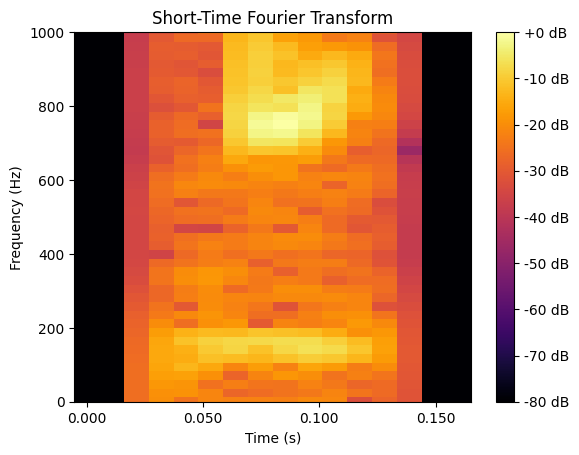 Short-Time Fourier Transform
1000
800
600
400
200
0
Frequency (Hz)
0.000
0.050
0.100
0.150
Time (s)
+0 dB
-10 dB
-20 dB
-30 dB
-40 dB
-50 dB
-60 dB
-70 dB
-80 dB